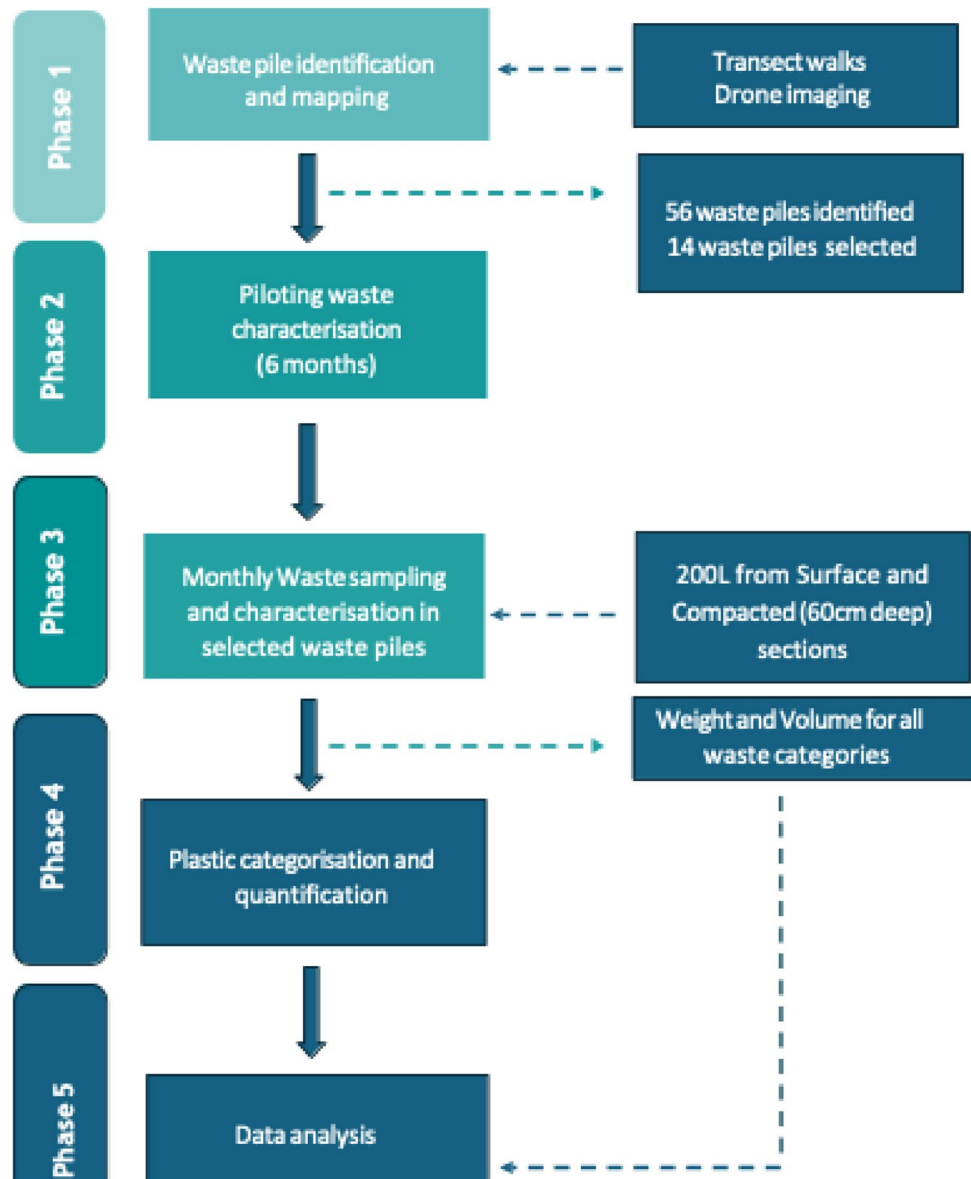 Phase 1
Waste pile identification
and mapping
Transect walks
Drone imaging
56 waste piles identified
14 waste piles selected
Phase 2
Piloting waste
characterisation
(6 months)
Phase 3
Monthly Waste sampling
and characterisation in
selected waste piles
200L from Surface and
Compacted (60cm deep)
sections
Weight and Volume for all
waste categories
Phase 4
Plastic categorisation and
quantification
Phase 5
Data analysis